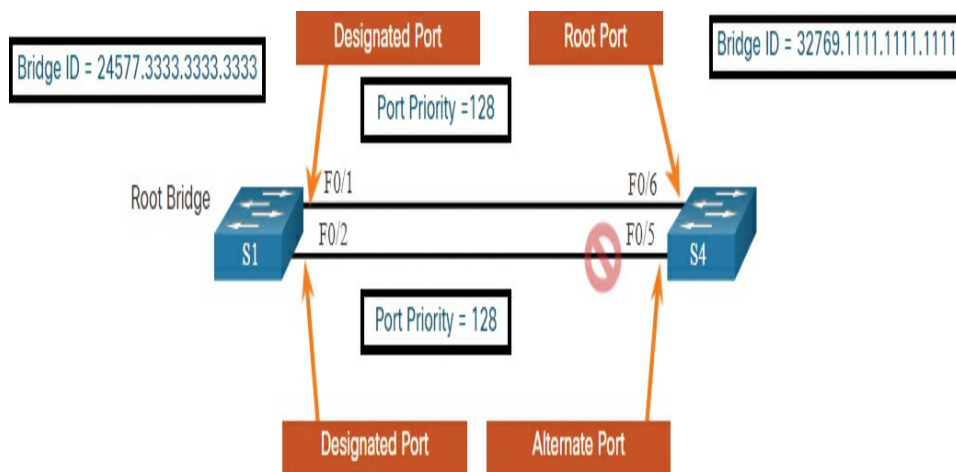 Designated Port
Root Port
Bridge ID = 32769.1111.1111.1111
Bridge ID = 24577.3333.3333.3333
Port Priority =128
Root Bridge
F0/1
F0/6
S1
F0/2
F0/5
S4
Port Priority = 128
Designated Port
Alternate Port